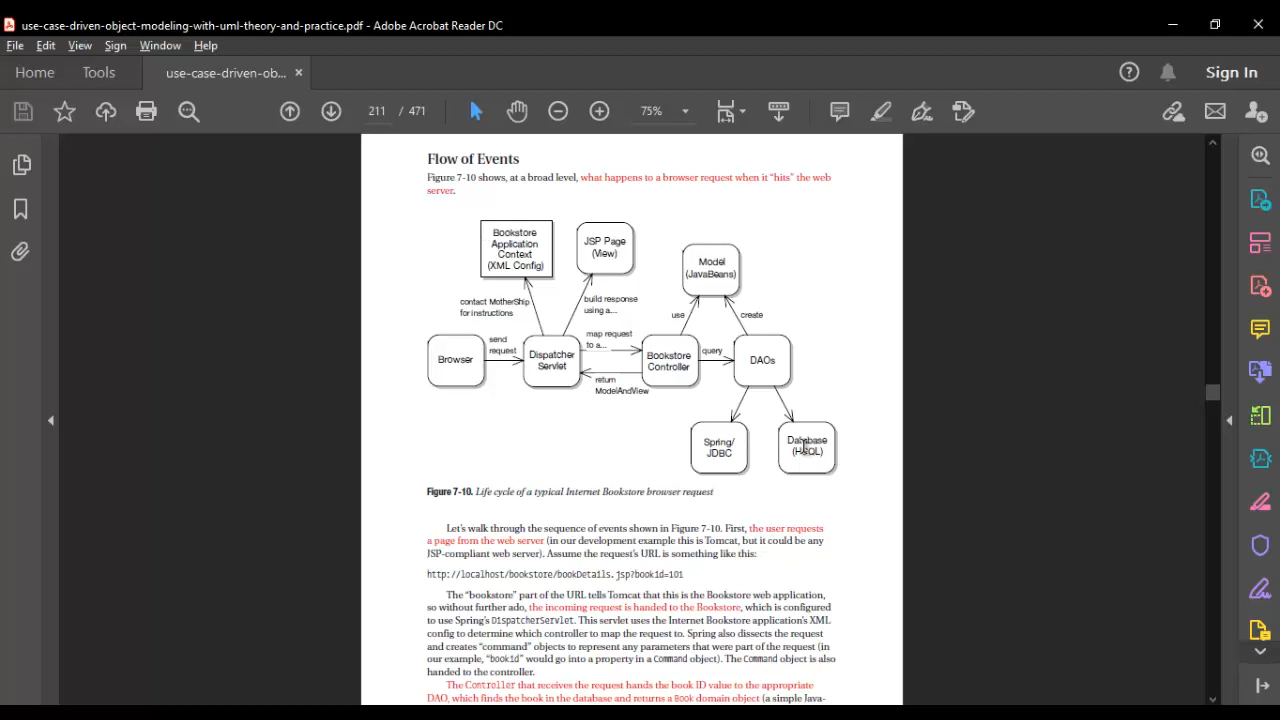 use-case-driven-object-modeling-with-uml-theory-and-practice.pdf - Adobe Acrobat Reader DC
File Edit View Sign Window Help
Home Tools use-case-driven-ob... × Sign In
211 / 471 75%
Flow of Events
Figure 7-10 shows, at a broad level, what happens to a browser request when it “hits” the web
server.
Bookstore
Application
Context
(XML Config)
JSP Page
(View)
Model
(JavaBeans)
contact MotherShip
for instructions
build response
using a...
use
create
Browser
send
request
Dispatcher
Servlet
map request
to a...
return
ModelAndView
Bookstore
Controller
query
DAOs
Spring/
JDBC
Database
(HSQL)
Figure 7-10. Life cycle of a typical Internet Bookstore browser request
Let’s walk through the sequence of events shown in Figure 7-10. First, the user requests
a page from the web server (in our development example this is Tomcat, but it could be any
JSP-compliant web server). Assume the request’s URL is something like this:
http://localhost/bookstore/bookDetails.jsp?bookid=101
The “bookstore” part of the URL tells Tomcat that this is the Bookstore web application,
so without further ado, the incoming request is handed to the Bookstore, which is configured
to use Spring’s DispatcherServlet. This servlet uses the Internet Bookstore application’s XML
config to determine which controller to map the request to. Spring also dissects the request
and creates “command” objects to represent any parameters that were part of the request (in
our example, “bookid” would go into a property in a Command object). The Command object is also
handed to the controller.
The Controller that receives the request hands the book ID value to the appropriate
DAO, which finds the book in the database and returns a Book domain object (a simple Java-